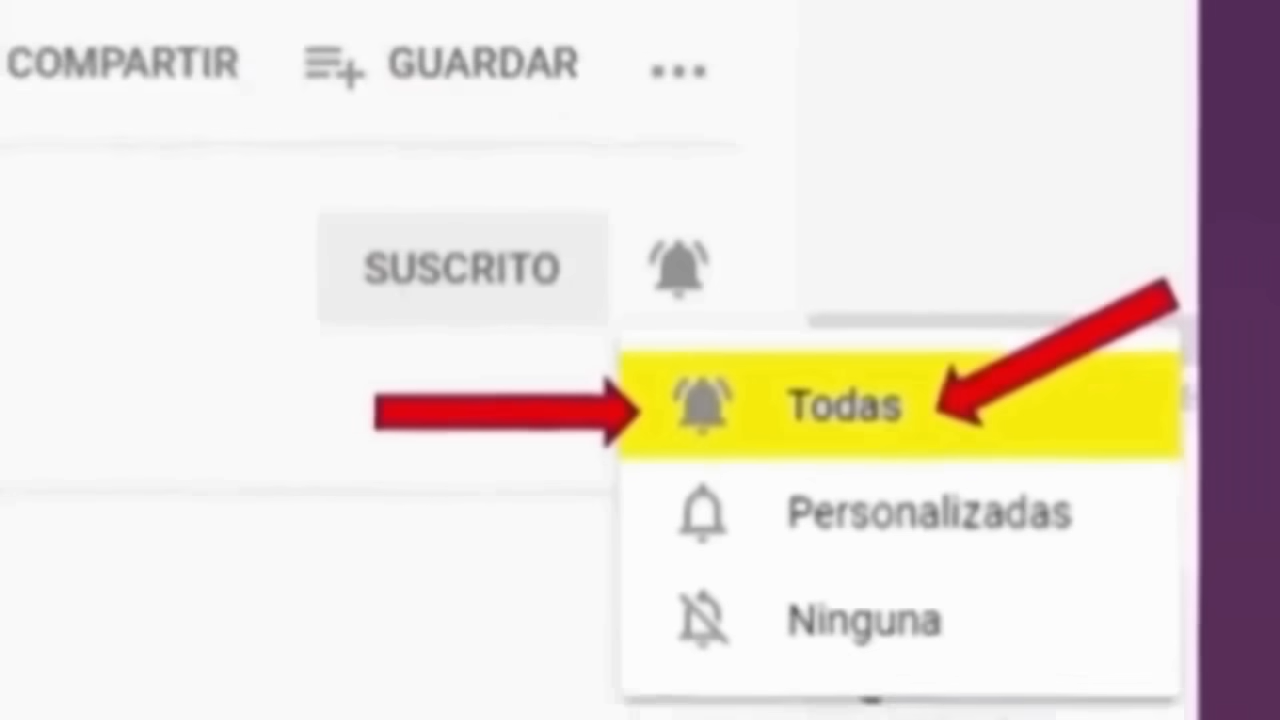 COMPARTIR GUARDAR
SUSCRITO
Todas
Personalizadas
Ninguna